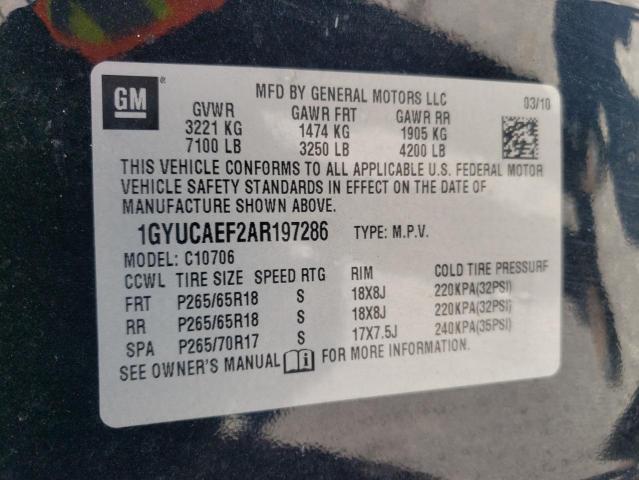 GM ®
MFD BY GENERAL MOTORS LLC 03/10
GVWR GAWR FRT GAWR RR
3221 KG 1474 KG 1905 KG
7100 LB 3250 LB 4200 LB
THIS VEHICLE CONFORMS TO ALL APPLICABLE U.S. FEDERAL MOTOR
VEHICLE SAFETY STANDARDS IN EFFECT ON THE DATE OF
MANUFACTURE SHOWN ABOVE.
1GYUCAEF2AR197286 TYPE: M.P.V.
MODEL: C10706
CCWL TIRE SIZE SPEED RTG RIM COLD TIRE PRESSURE
FRT P265/65R18 S 18X8J 220KPA(32PSI)
RR P265/65R18 S 18X8J 220KPA(32PSI)
SPA P265/70R17 S 17X7.5J 240KPA(35PSI)
SEE OWNER'S MANUAL FOR MORE INFORMATION.